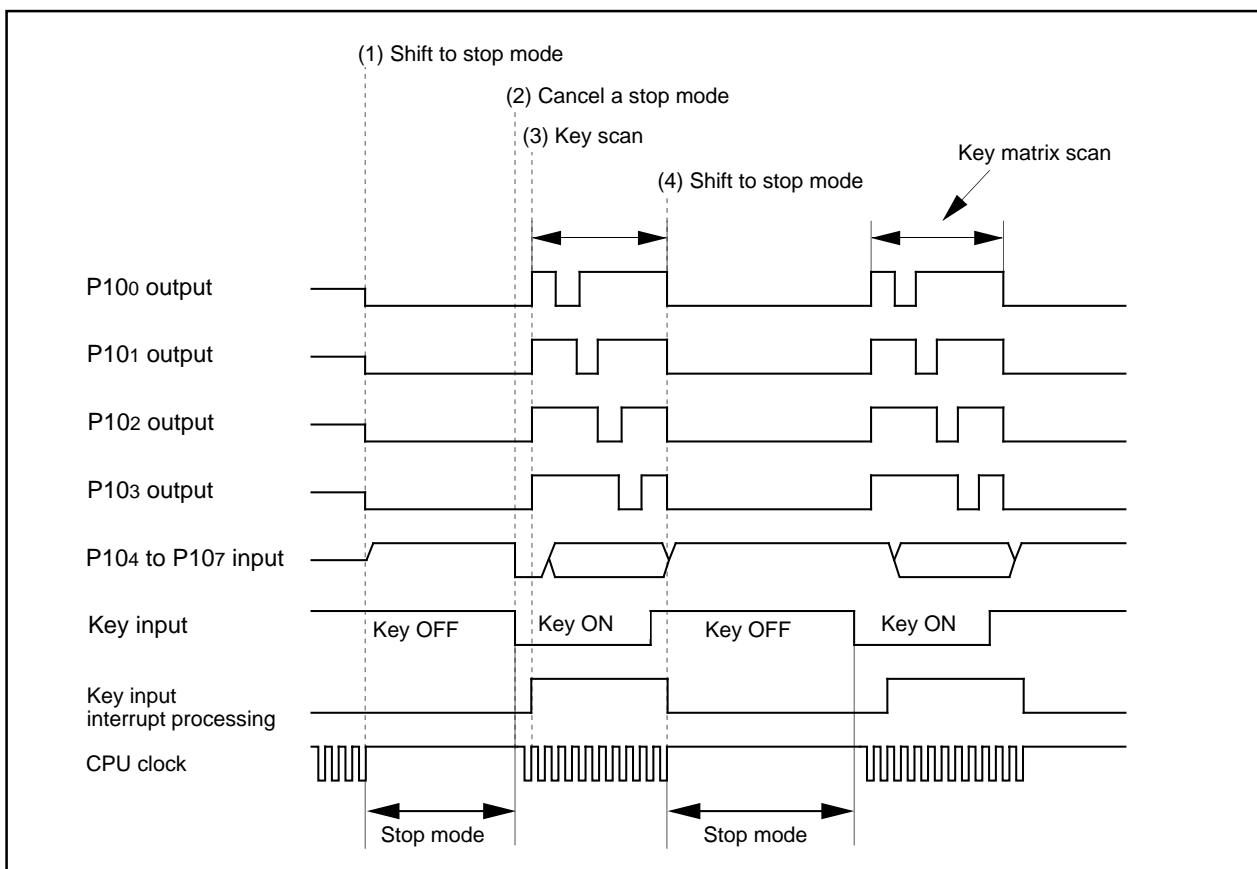 (1) Shift to stop mode
(2) Cancel a stop mode
(3) Key scan
Key matrix scan
(4) Shift to stop mode
P100 output
P101 output
P102 output
P103 output
P104 to P107 input
Key input
Key OFF
Key ON
Key OFF
Key ON
Key input
interrupt processing
CPU clock
Stop mode
Stop mode